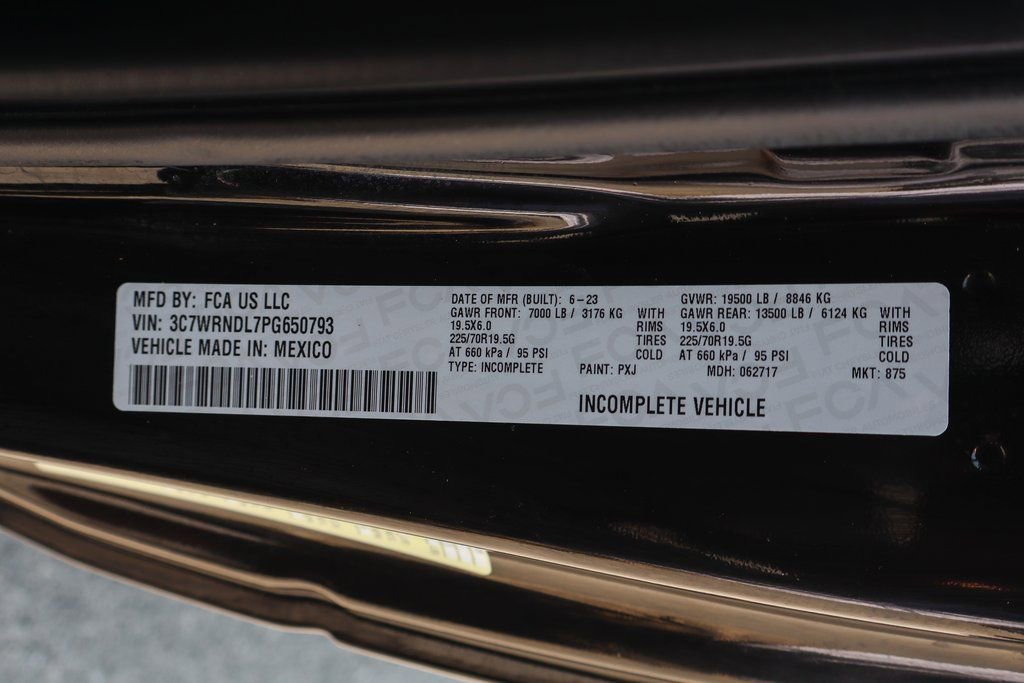 MFD BY: FCA US LLC
VIN: 3C7WRNDL7PG650793
VEHICLE MADE IN: MEXICO
DATE OF MFR (BUILT): 6-23
GAWR FRONT: 7000 LB / 3176 KG WITH
19.5X6.0 RIMS
225/70R19.5G TIRES
AT 660 kPa / 95 PSI COLD
TYPE: INCOMPLETE
GVWR: 19500 LB / 8846 KG
GAWR REAR: 13500 LB / 6124 KG WITH
19.5X6.0 RIMS
225/70R19.5G TIRES
AT 660 kPa / 95 PSI COLD
PAINT: PXJ MDH: 062717 MKT: 875
INCOMPLETE VEHICLE